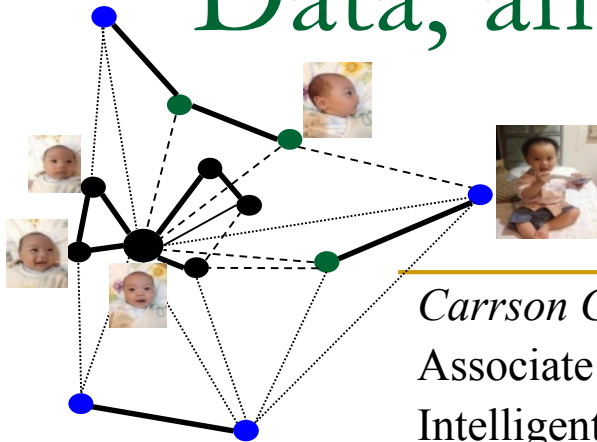 Data, an
Carrson C
Associate
Intelligent